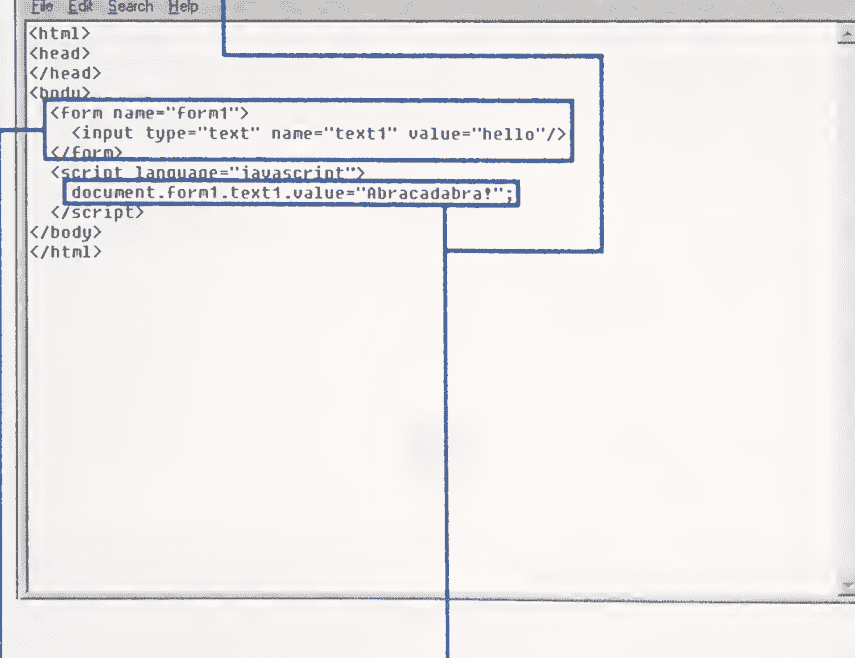 File Edit Search Help
<html>
<head>
</head>
<body>
<form name="form1">
<input type="text" name="text1" value="hello"/>
</form>
<script language="javascript">
document.form1.text1.value="Abracadabra!";
</script>
</body>
</html>